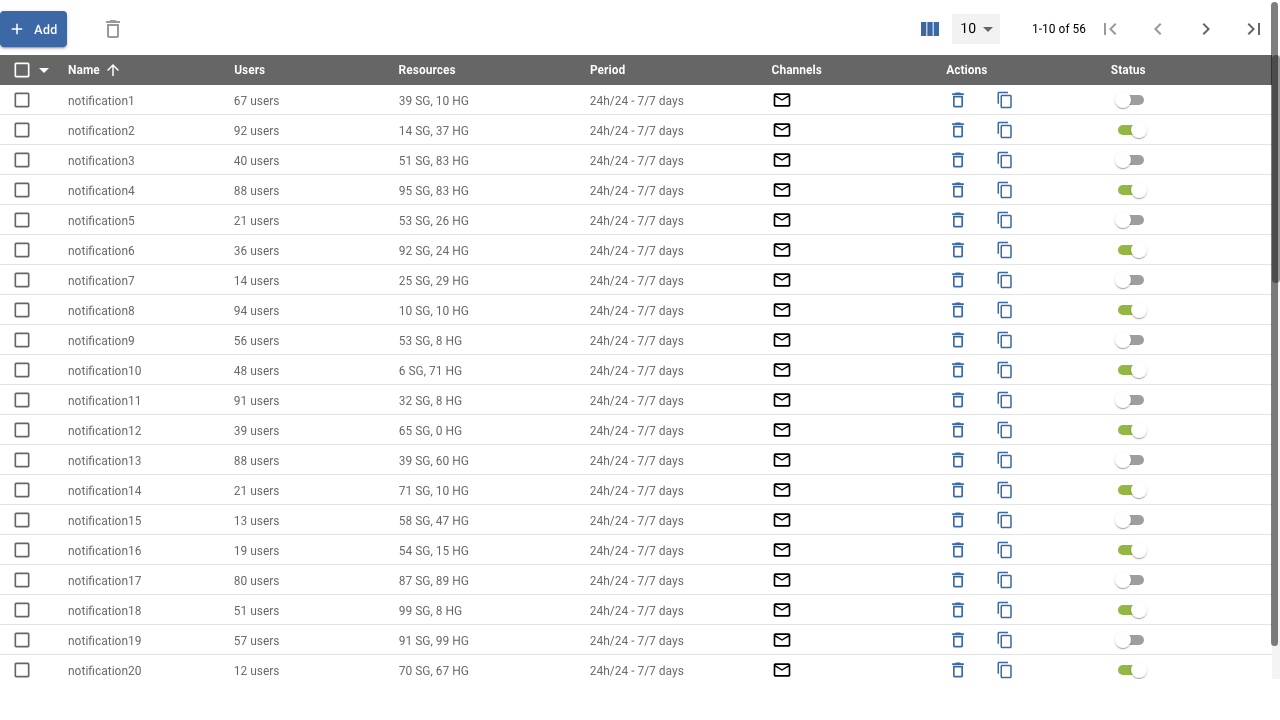 Add 10 1-10 of 56
Name Users Resources Period Channels Actions Status
notification1 67 users 39 SG, 10 HG 24h/24 - 7/7 days
notification2 92 users 14 SG, 37 HG 24h/24 - 7/7 days
notification3 40 users 51 SG, 83 HG 24h/24 - 7/7 days
notification4 88 users 95 SG, 83 HG 24h/24 - 7/7 days
notification5 21 users 53 SG, 26 HG 24h/24 - 7/7 days
notification6 36 users 92 SG, 24 HG 24h/24 - 7/7 days
notification7 14 users 25 SG, 29 HG 24h/24 - 7/7 days
notification8 94 users 10 SG, 10 HG 24h/24 - 7/7 days
notification9 56 users 53 SG, 8 HG 24h/24 - 7/7 days
notification10 48 users 6 SG, 71 HG 24h/24 - 7/7 days
notification11 91 users 32 SG, 8 HG 24h/24 - 7/7 days
notification12 39 users 65 SG, 0 HG 24h/24 - 7/7 days
notification13 88 users 39 SG, 60 HG 24h/24 - 7/7 days
notification14 21 users 71 SG, 10 HG 24h/24 - 7/7 days
notification15 13 users 58 SG, 47 HG 24h/24 - 7/7 days
notification16 19 users 54 SG, 15 HG 24h/24 - 7/7 days
notification17 80 users 87 SG, 89 HG 24h/24 - 7/7 days
notification18 51 users 99 SG, 8 HG 24h/24 - 7/7 days
notification19 57 users 91 SG, 99 HG 24h/24 - 7/7 days
notification20 12 users 70 SG, 67 HG 24h/24 - 7/7 days